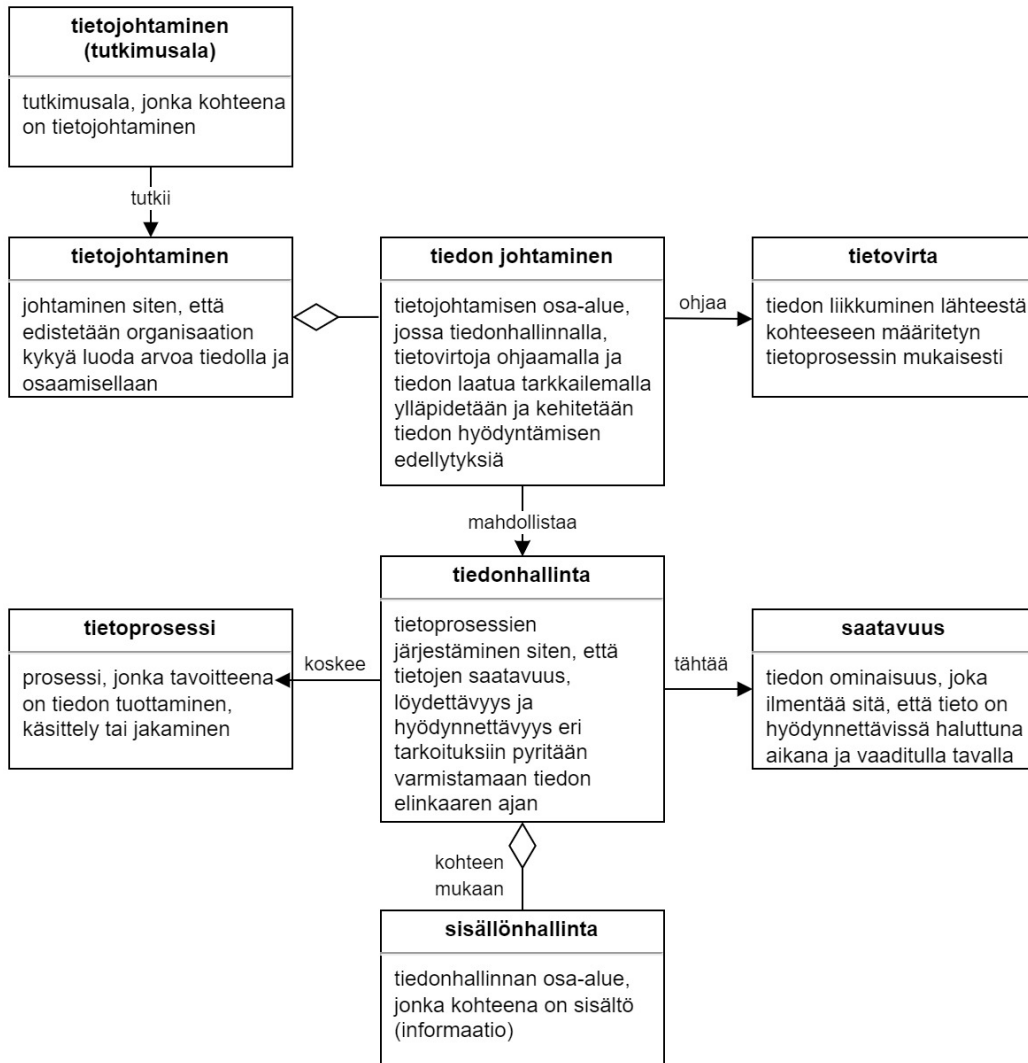 tietojohtaminen
(tutkimusala)
tutkimusala, jonka kohteena
on tietojohtaminen
tutkii
tietojohtaminen
johtaminen siten, että
edistetään organisaation
kykyä luoda arvoa tiedolla ja
osaamisellaan
tiedon johtaminen
tietojohtamisen osa-alue,
jossa tiedonhallinnalla,
tietovirtoja ohjaamalla ja
tiedon laatua tarkkailemalla
ylläpidetään ja kehitetään
tiedon hyödyntämisen
edellytyksiä
ohjaa
tietovirta
tiedon liikkuminen lähteestä
kohteeseen määritetyn
tietoprosessin mukaisesti
mahdollistaa
tietoprosessi
prosessi, jonka tavoitteena
on tiedon tuottaminen,
käsittely tai jakaminen
koskee
tiedonhallinta
tietoprosessien
järjestäminen siten, että
tietojen saatavuus,
löydettävyys ja
hyödynnettävyys eri
tarkoituksiin pyritään
varmistamaan tiedon
elinkaaren ajan
tähtää
saatavuus
tiedon ominaisuus, joka
ilmentää sitä, että tieto on
hyödynnettävissä haluttuna
aikana ja vaaditulla tavalla
kohteen
mukaan
sisällönhallinta
tiedonhallinnan osa-alue,
jonka kohteena on sisältö
(informaatio)